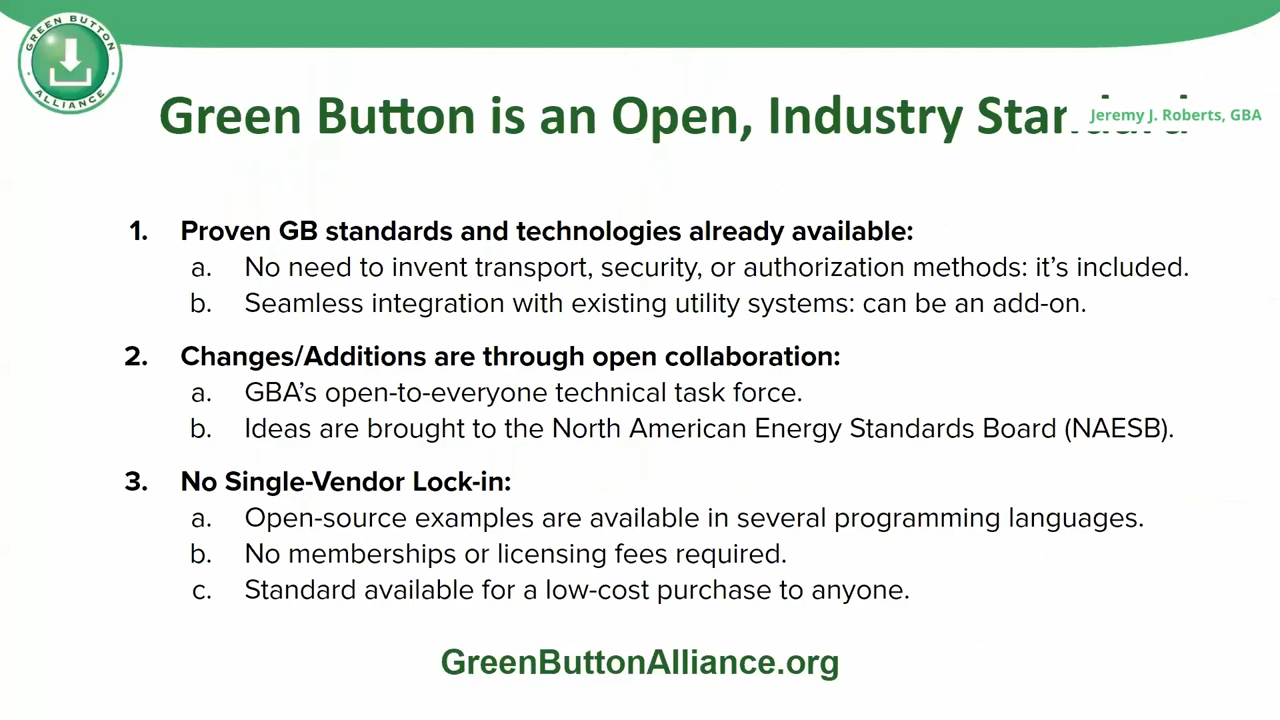 GREEN BUTTON
ALLIANCE
Green Button is an Open, Industry Standard
Jeremy J. Roberts, GBA
1. Proven GB standards and technologies already available:
a. No need to invent transport, security, or authorization methods: it’s included.
b. Seamless integration with existing utility systems: can be an add-on.
2. Changes/Additions are through open collaboration:
a. GBA’s open-to-everyone technical task force.
b. Ideas are brought to the North American Energy Standards Board (NAESB).
3. No Single-Vendor Lock-in:
a. Open-source examples are available in several programming languages.
b. No memberships or licensing fees required.
c. Standard available for a low-cost purchase to anyone.
GreenButtonAlliance.org